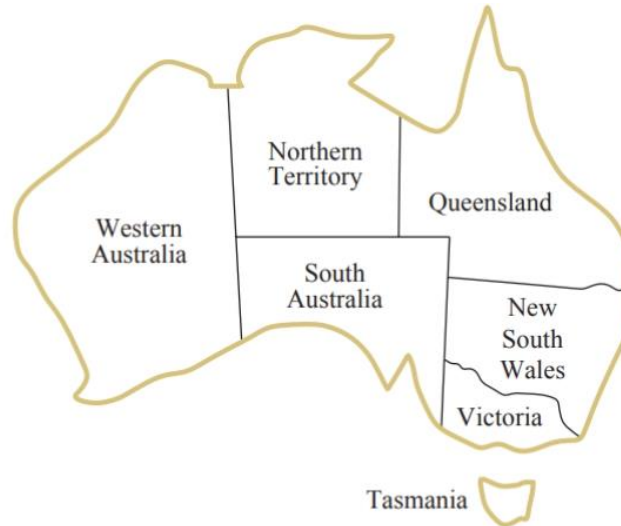 Northern
Territory
Western
Australia
Queensland
South
Australia
New
South
Wales
Victoria
Tasmania